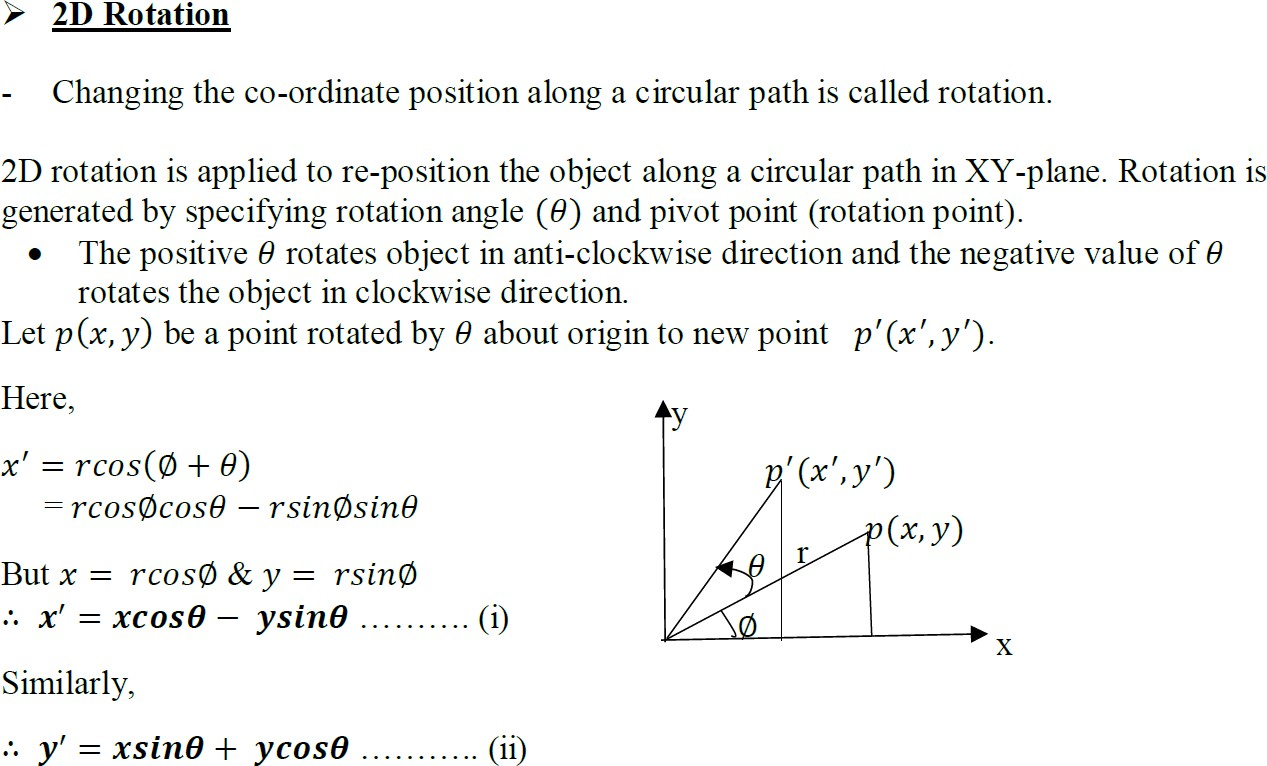 ➢ 2D Rotation
- Changing the co-ordinate position along a circular path is called rotation.
2D rotation is applied to re-position the object along a circular path in XY-plane. Rotation is
generated by specifying rotation angle (θ) and pivot point (rotation point).
• The positive θ rotates object in anti-clockwise direction and the negative value of θ
rotates the object in clockwise direction.
Let p(x, y) be a point rotated by θ about origin to new point p′(x′, y′).
Here,
x′ = rcos(∅ + θ)
= rcos∅cosθ − rsin∅sinθ
But x = rcos∅ & y = rsin∅
∴ x′ = xcosθ − ysinθ .......... (i)
Similarly,
∴ y′ = xsinθ + ycosθ ........... (ii)
y
p′(x′, y′)
p(x, y)
r
θ
∅
x